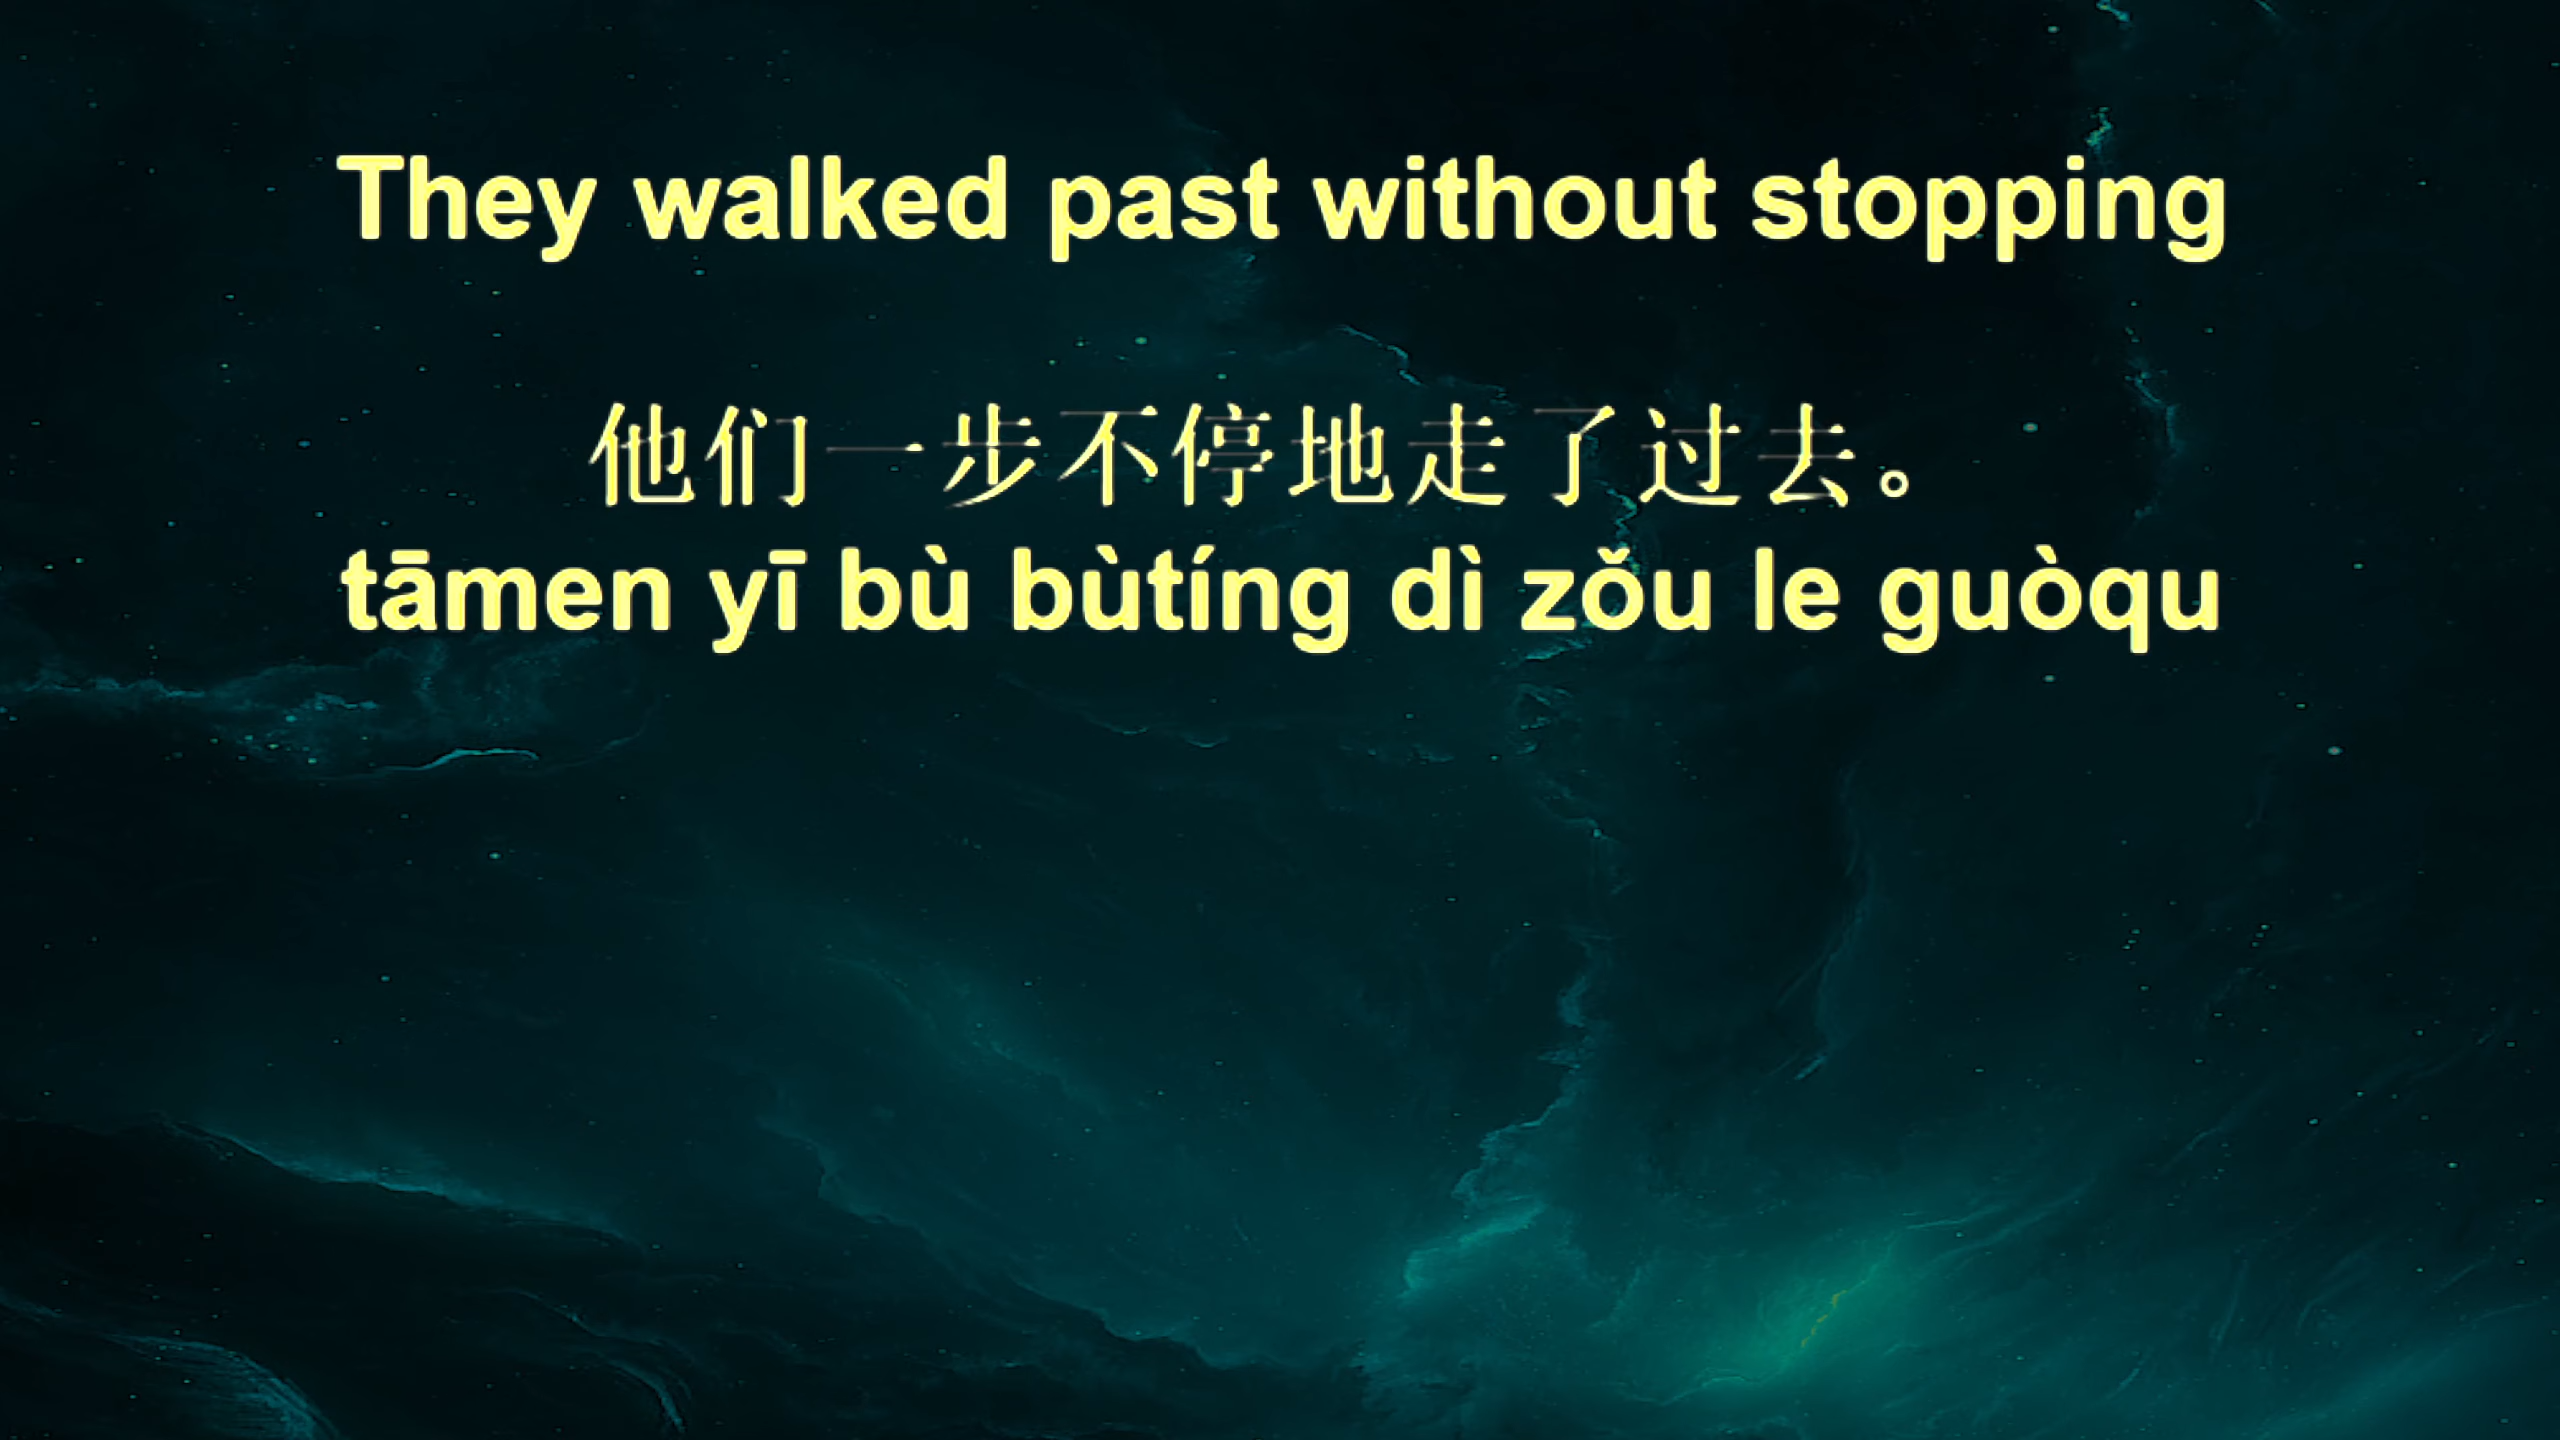 They walked past without stopping
他们一步不停地走了过去。
tāmen yī bù bùtíng dì zǒu le guòqu